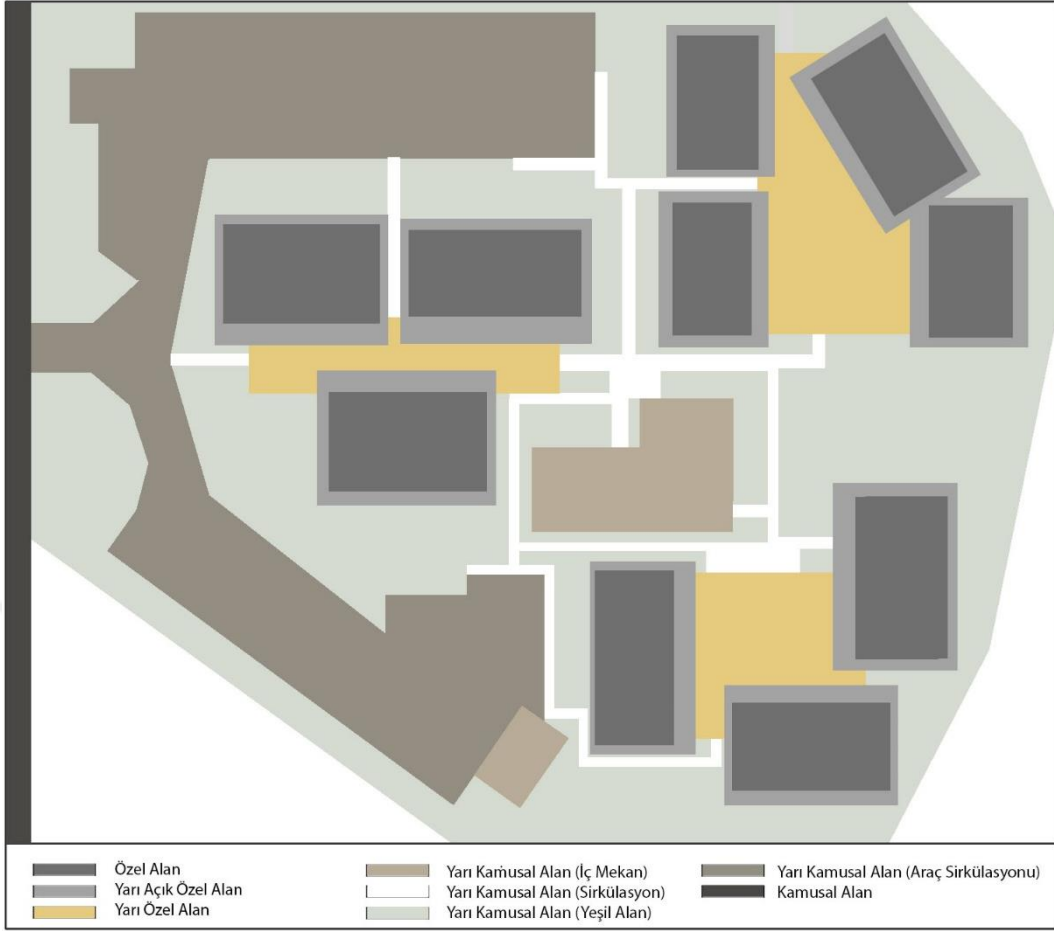 Özel Alan
Yarı Açık Özel Alan
Yarı Özel Alan
Yarı Kamusal Alan (İç Mekan)
Yarı Kamusal Alan (Sirkülasyon)
Yarı Kamusal Alan (Yeşil Alan)
Yarı Kamusal Alan (Araç Sirkülasyonu)
Kamusal Alan